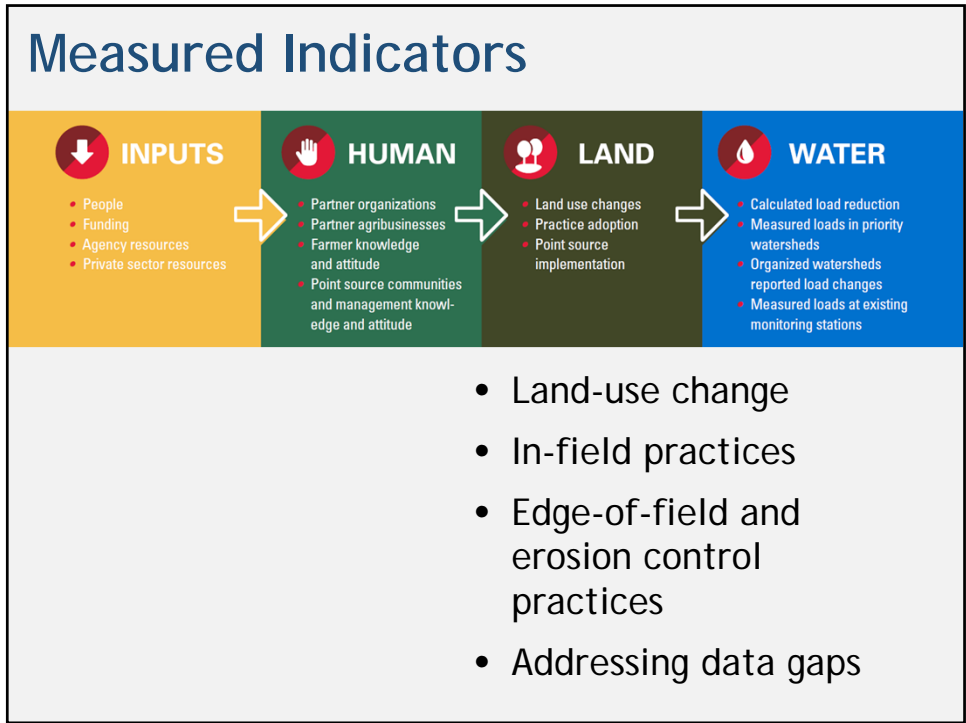 Measured Indicators
INPUTS
• People
• Funding
• Agency resources
• Private sector resources
HUMAN
• Partner organizations
• Partner agribusinesses
• Farmer knowledge
and attitude
• Point source communities
and management knowl-
edge and attitude
LAND
• Land use changes
• Practice adoption
• Point source
implementation
WATER
• Calculated load reduction
• Measured loads in priority
watersheds
• Organized watersheds
reported load changes
• Measured loads at existing
monitoring stations
• Land-use change
• In-field practices
• Edge-of-field and
erosion control
practices
• Addressing data gaps